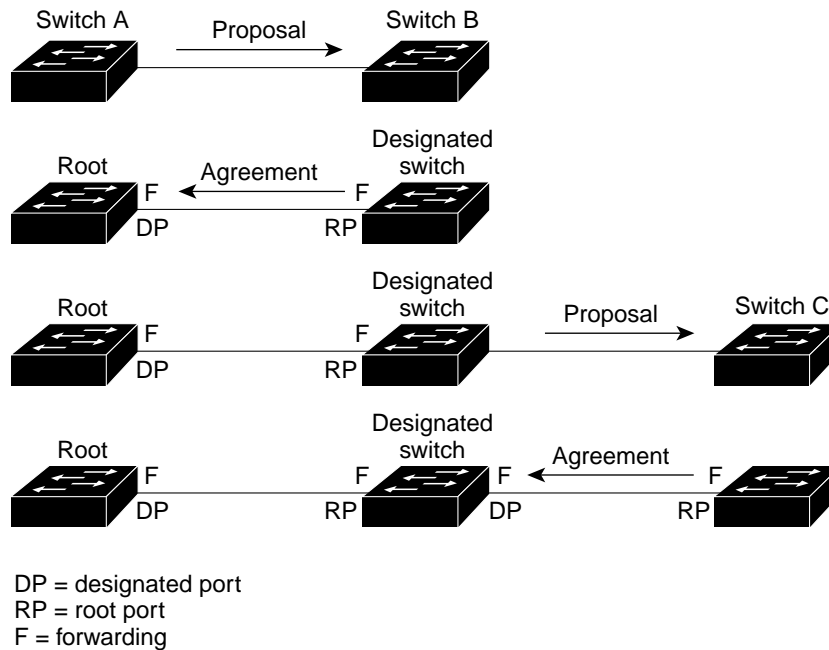 Switch A
Proposal
Switch B
Root
Agreement
Designated
switch
F
F
DP
RP
Root
Designated
switch
Proposal
Switch C
F
F
DP
RP
Root
Designated
switch
Agreement
F
F
F
F
DP
RP
DP
RP
DP = designated port
RP = root port
F = forwarding